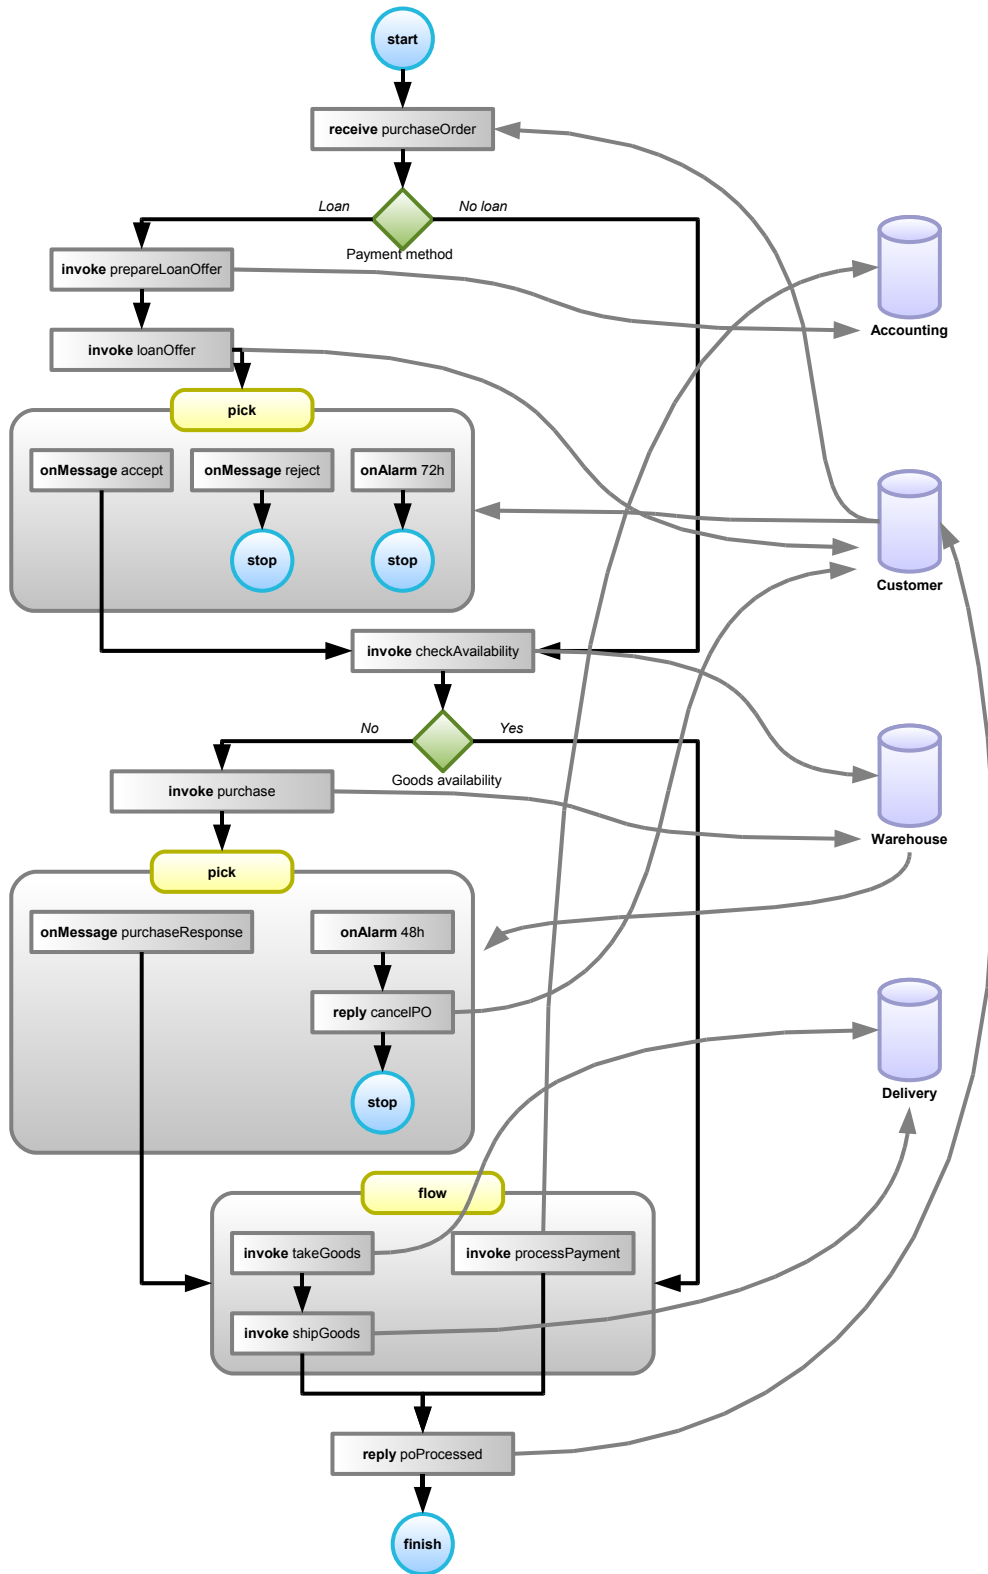 start
receive purchaseOrder
Loan
No loan
Payment method
invoke prepareLoanOffer
invoke loanOffer
Accounting
pick
onMessage accept
onMessage reject
onAlarm 72h
stop
stop
Customer
invoke checkAvailability
No
Yes
Goods availability
invoke purchase
Warehouse
pick
onMessage purchaseResponse
onAlarm 48h
reply cancelPO
stop
Delivery
flow
invoke takeGoods
invoke processPayment
invoke shipGoods
reply poProcessed
finish